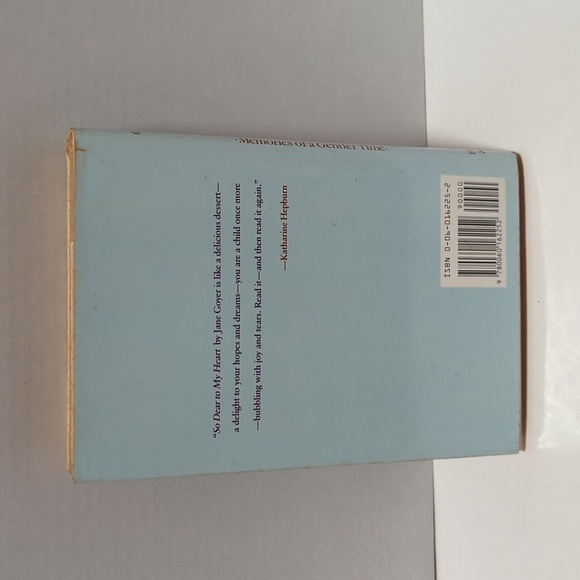 ·Memories of a Gentler Time·
"So Dear to My Heart by Jane Goyer is like a delicious dessert—
a delight to your hopes and dreams—you are a child once more
—bubbling with joy and tears. Read it—and then read it again."
—Katharine Hepburn
ISBN 0-06-016225-2
90000
9 780060 162252